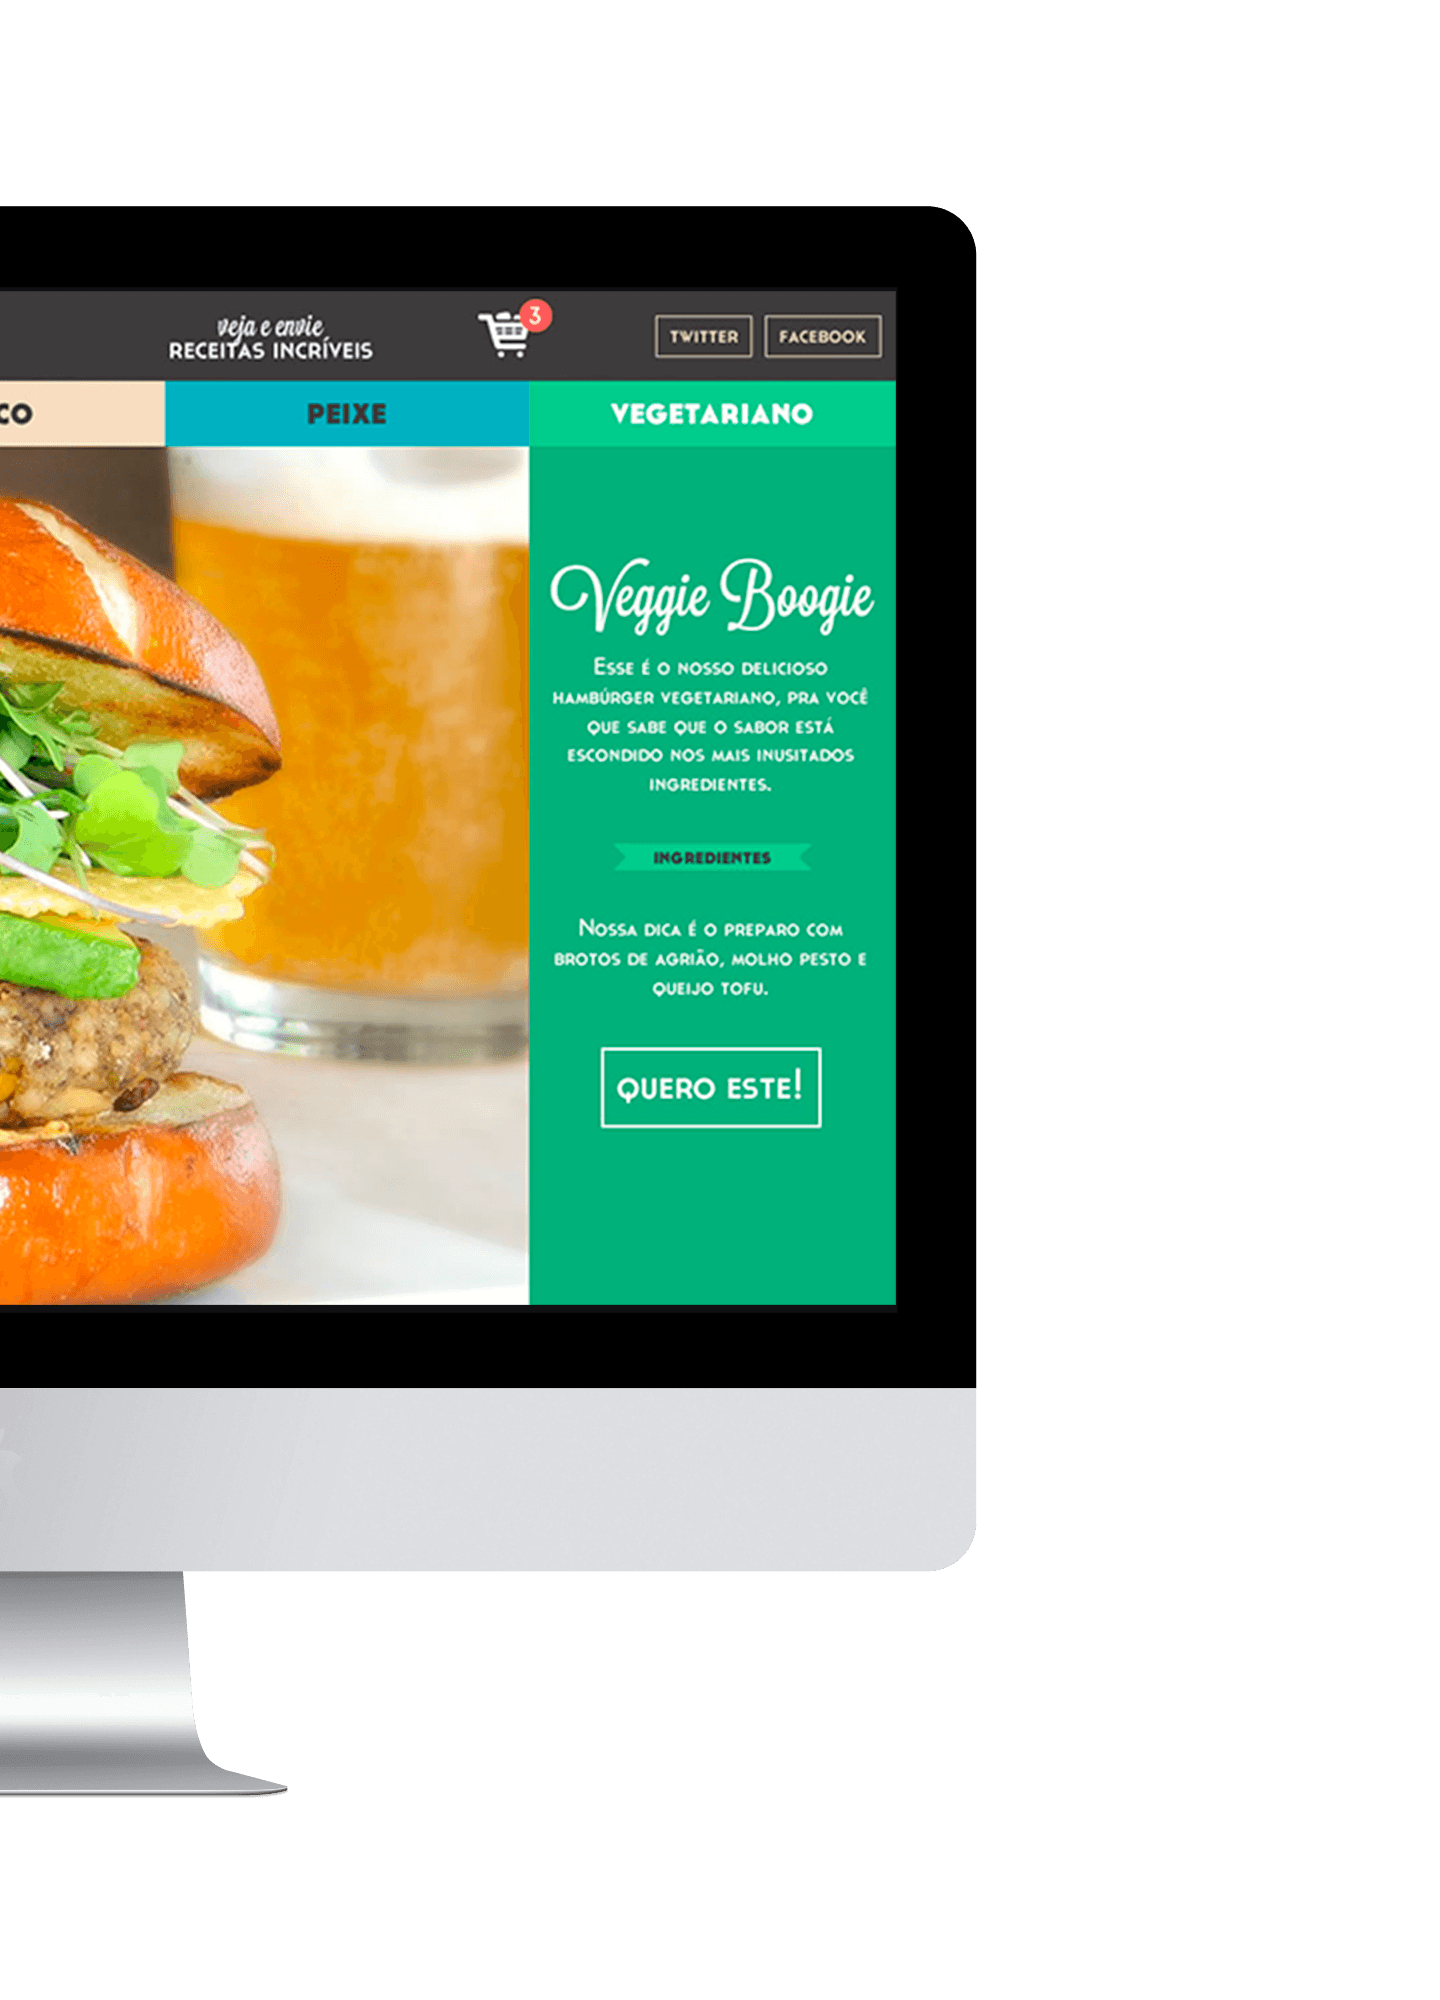 veja e envie
RECEITAS INCRÍVEIS
3
TWITTER
FACEBOOK
PEIXE
VEGETARIANO
Veggie Boogie
Esse é o nosso delicioso
hambúrger vegetariano, pra você
que sabe que o sabor está
escondido nos mais inusitados
ingredientes.
INGREDIENTES
Nossa dica é o preparo com
brotos de agrião, molho pesto e
queijo tofu.
QUERO ESTE!